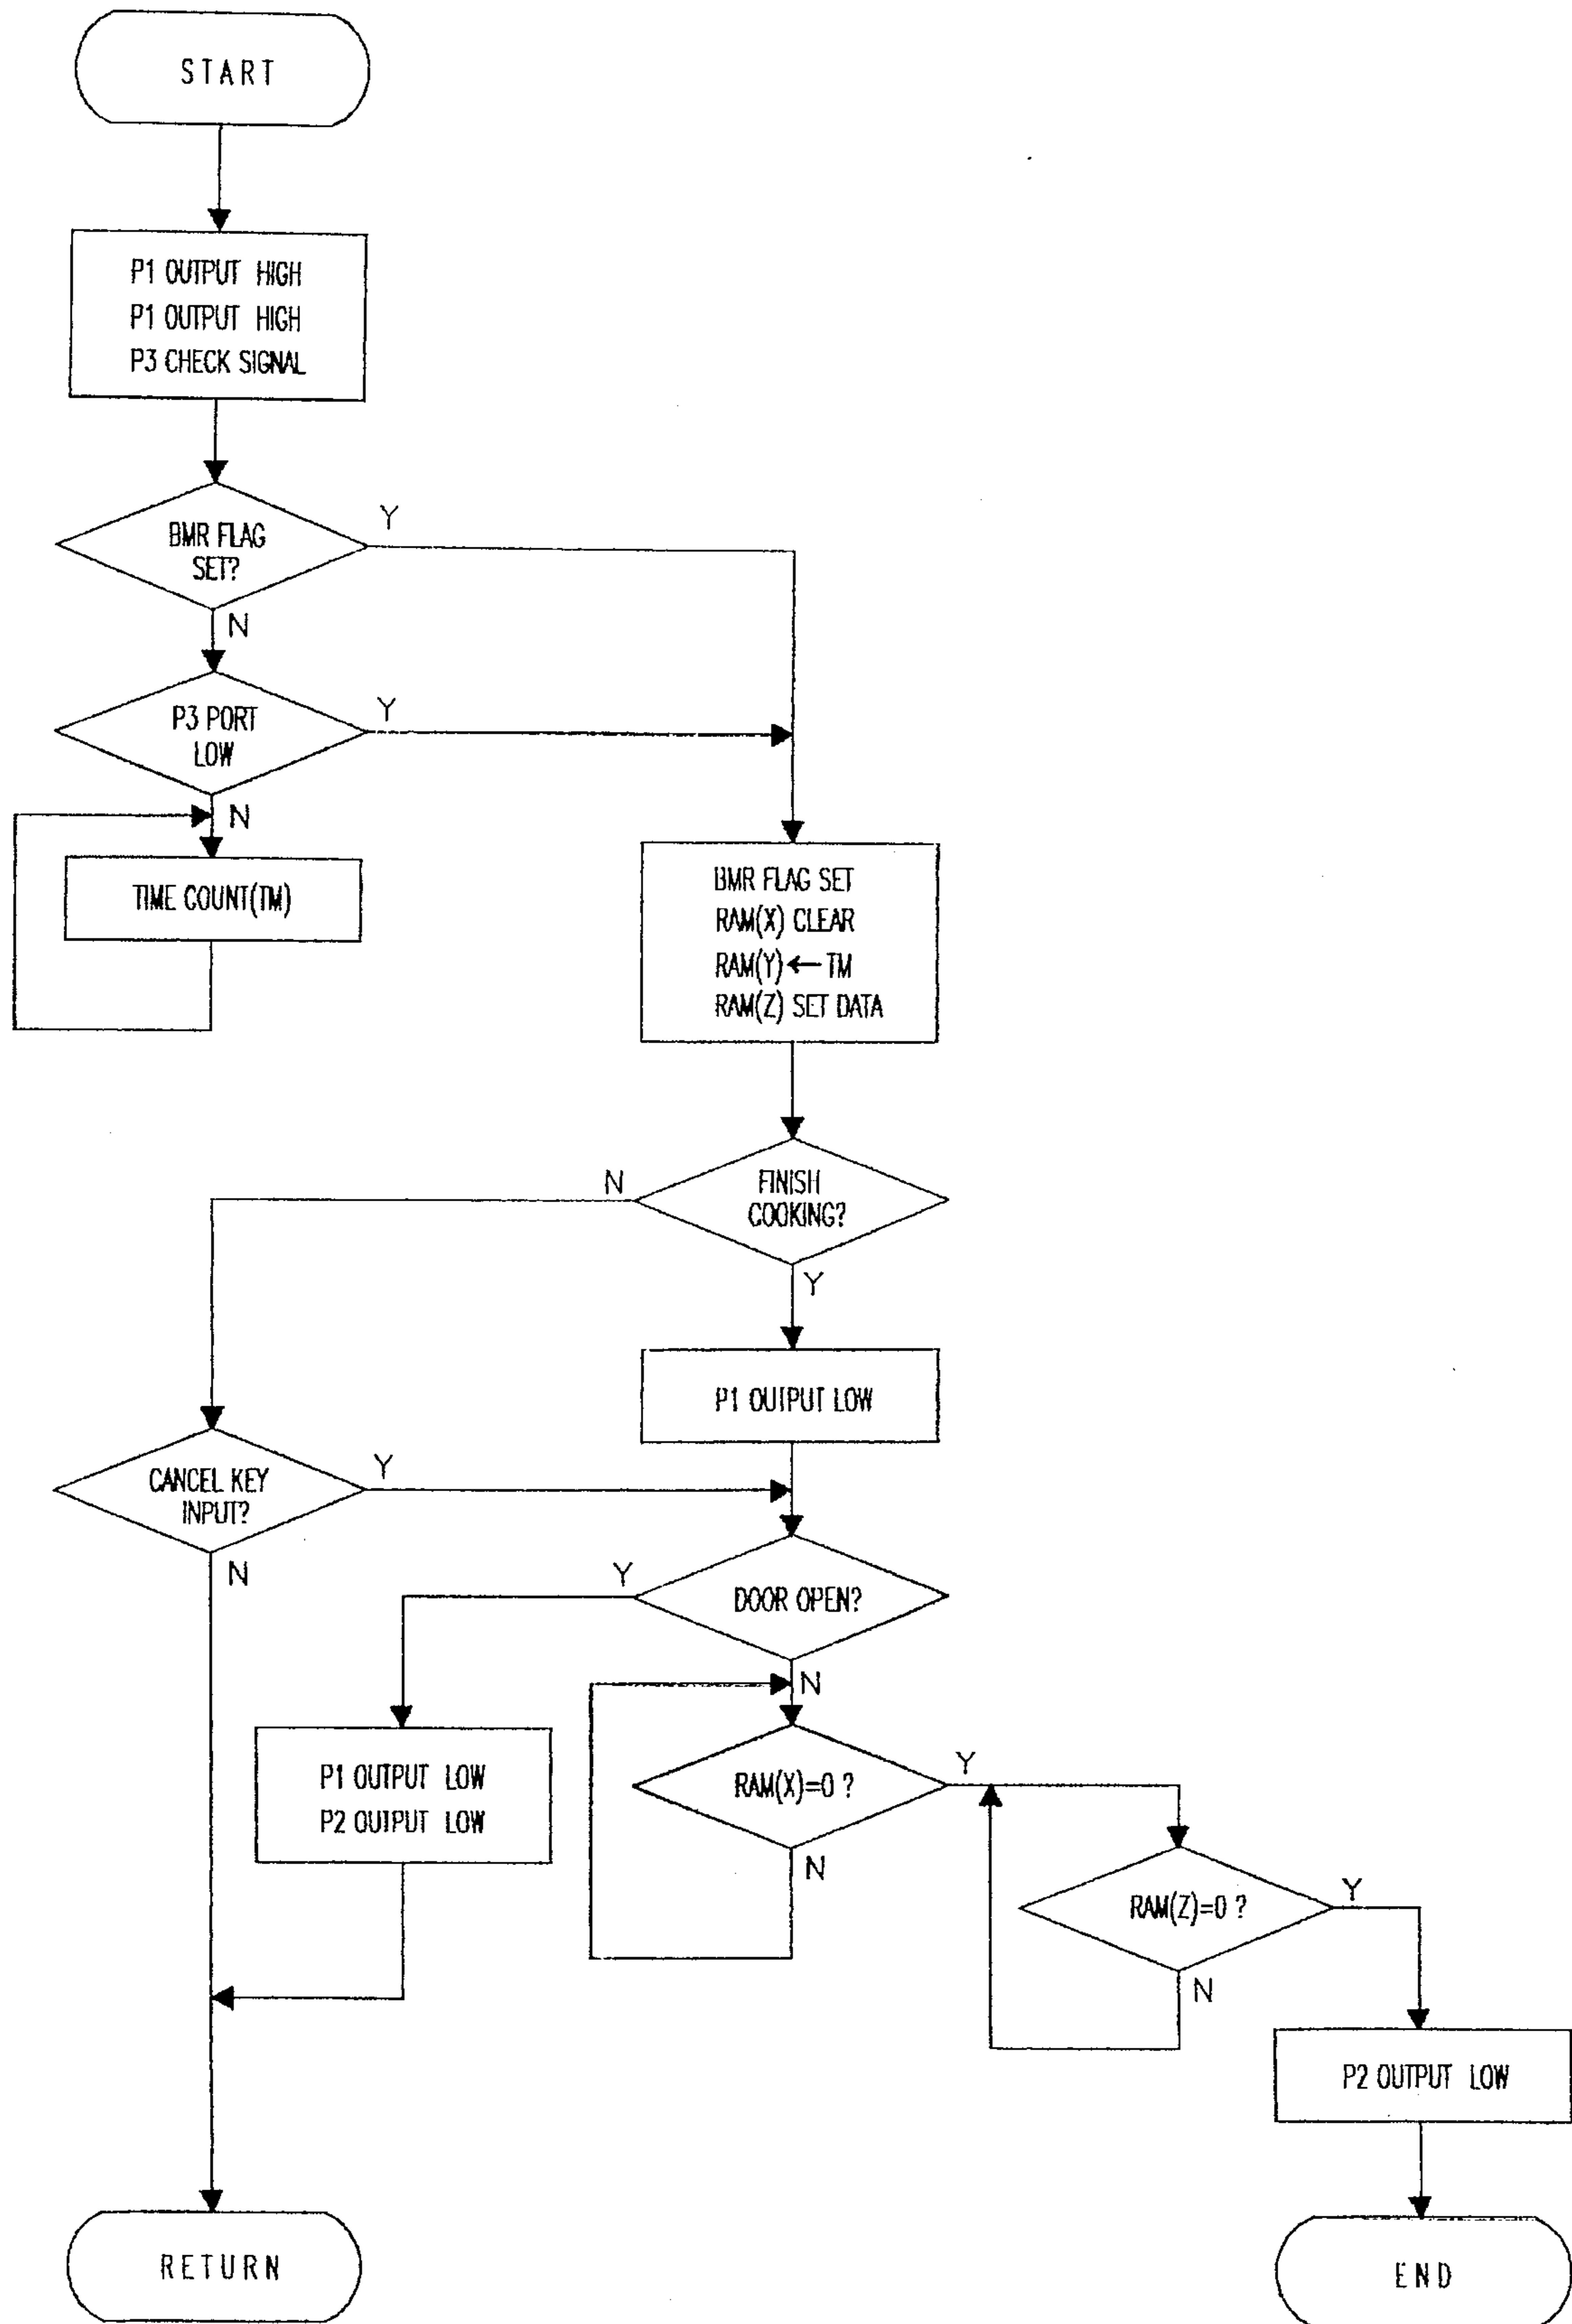 START
P1 OUTPUT HIGH
P1 OUTPUT HIGH
P3 CHECK SIGNAL
BMR FLAG
SET?
Y
N
P3 PORT
LOW
Y
N
TIME COUNT(TM)
BMR FLAG SET
RAM(X) CLEAR
RAM(Y) ← TM
RAM(Z) SET DATA
FINISH
COOKING?
N
Y
P1 OUTPUT LOW
CANCEL KEY
INPUT?
Y
N
DOOR OPEN?
Y
N
P1 OUTPUT LOW
P2 OUTPUT LOW
RAM(X)=0 ?
Y
N
RAM(Z)=0 ?
Y
N
P2 OUTPUT LOW
RETURN
END